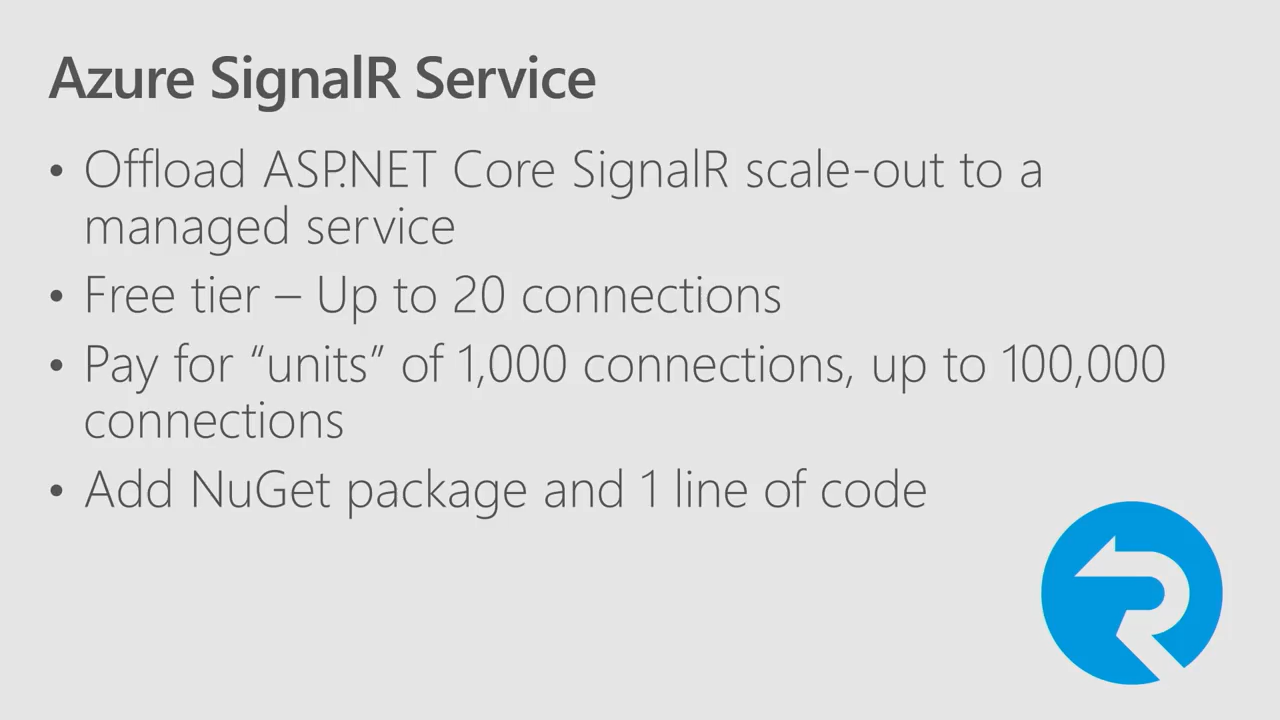 Azure SignalR Service
• Offload ASP.NET Core SignalR scale-out to a
managed service
• Free tier – Up to 20 connections
• Pay for “units” of 1,000 connections, up to 100,000
connections
• Add NuGet package and 1 line of code